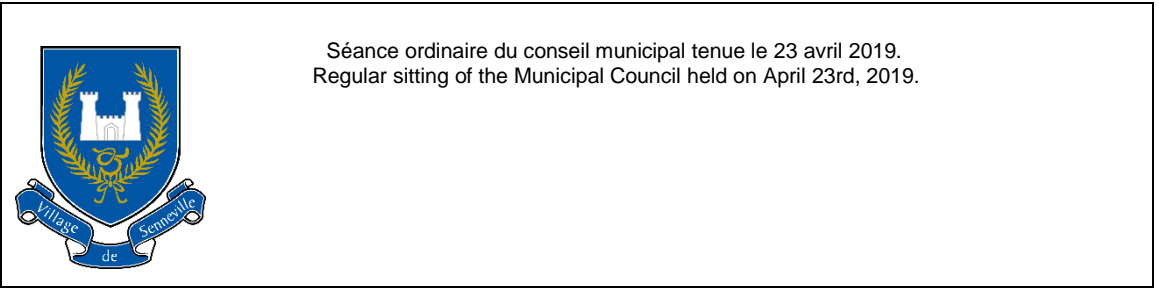 Séance ordinaire du conseil municipal tenue le 23 avril 2019.
Regular sitting of the Municipal Council held on April 23rd, 2019.
Village
de
Senneville